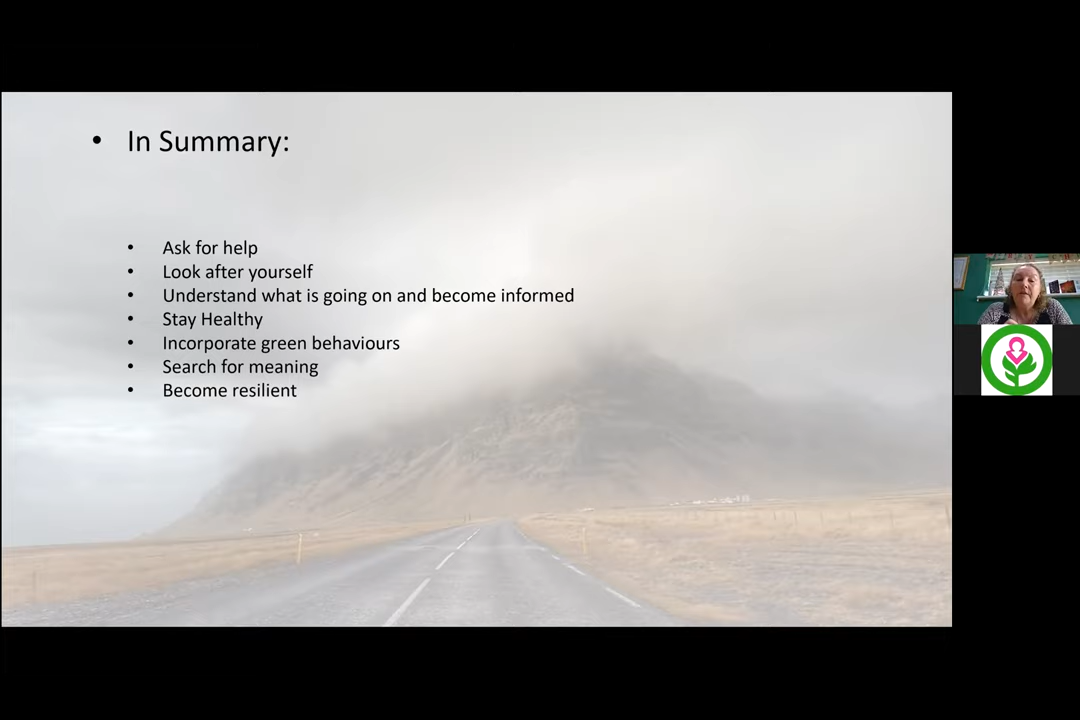 • In Summary:
• Ask for help
• Look after yourself
• Understand what is going on and become informed
• Stay Healthy
• Incorporate green behaviours
• Search for meaning
• Become resilient